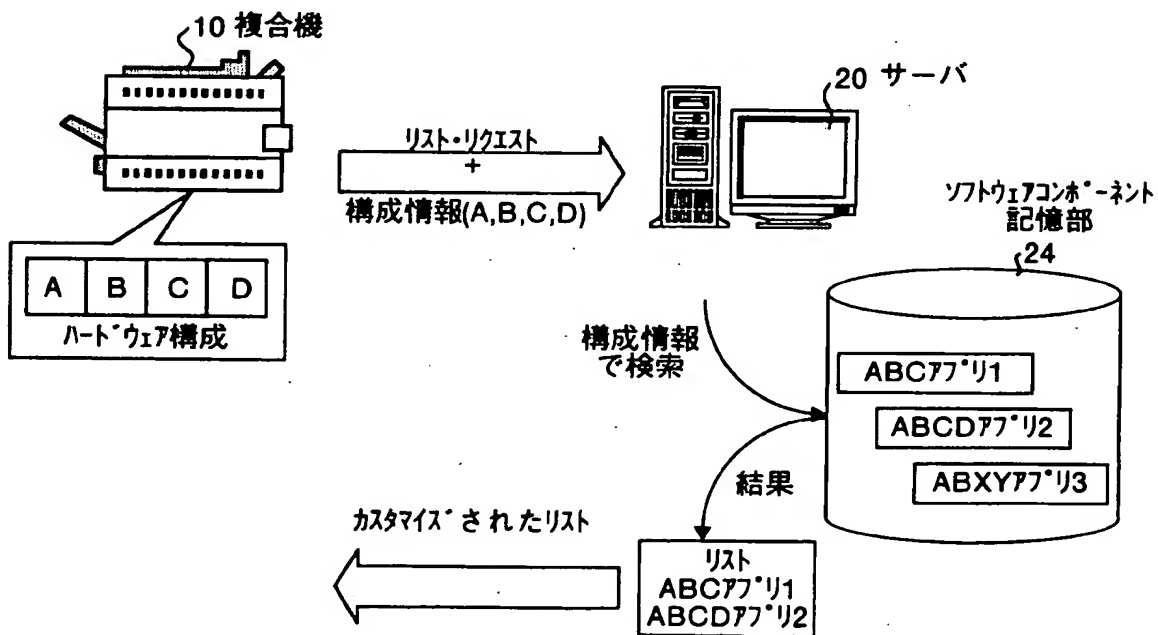 10 複合機
20 サーバ
リスト・リクエスト
+
構成情報(A,B,C,D)
A B C D
ハードウェア構成
ソフトウェアコンポーネント
記憶部
24
構成情報
で検索
ABCアプリ1
ABCDアプリ2
ABXYアプリ3
結果
カスタマイズされたリスト
リスト
ABCアプリ1
ABCDアプリ2